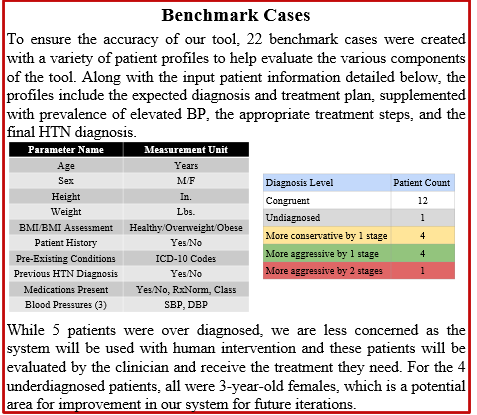 Benchmark Cases
To ensure the accuracy of our tool, 22 benchmark cases were created
with a variety of patient profiles to help evaluate the various components
of the tool. Along with the input patient information detailed below, the
profiles include the expected diagnosis and treatment plan, supplemented
with prevalence of elevated BP, the appropriate treatment steps, and the
final HTN diagnosis.
Parameter Name Measurement Unit
Age Years
Sex M/F
Height In.
Weight Lbs.
BMI/BMI Assessment Healthy/Overweight/Obese
Patient History Yes/No
Pre-Existing Conditions ICD-10 Codes
Previous HTN Diagnosis Yes/No
Medications Present Yes/No, RxNorm, Class
Blood Pressures (3) SBP, DBP
Diagnosis Level Patient Count
Congruent 12
Undiagnosed 1
More conservative by 1 stage 4
More aggressive by 1 stage 4
More aggressive by 2 stages 1
While 5 patients were over diagnosed, we are less concerned as the
system will be used with human intervention and these patients will be
evaluated by the clinician and receive the treatment they need. For the 4
underdiagnosed patients, all were 3-year-old females, which is a potential
area for improvement in our system for future iterations.